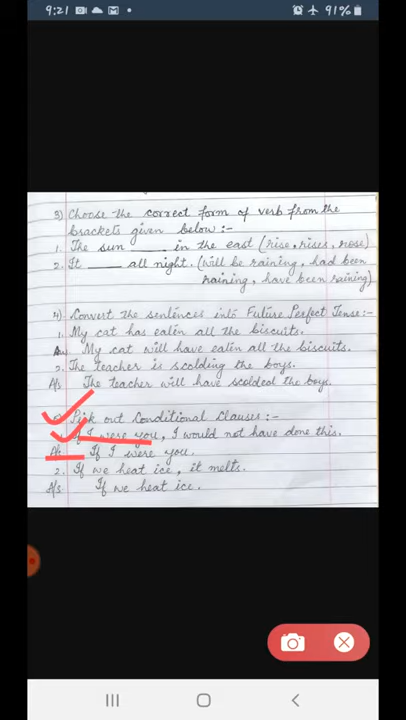 9:21 91%
3) Choose the correct form of verb from the
brackets given below :-
1. The sun ____ in the east (rise, rises, rose)
2. It ____ all night. (will be raining, had been
raining, have been raining)
4) Convert the sentences into Future Perfect Tense :-
1. My cat has eaten all the biscuits.
My cat will have eaten all the biscuits.
2. The teacher is scolding the boys.
A/s The teacher will have scolded the boys.
Pick out Conditional Clauses :-
If I were you, I would not have done this.
A/s If I were you.
2. If we heat ice, it melts.
A/s If we heat ice.